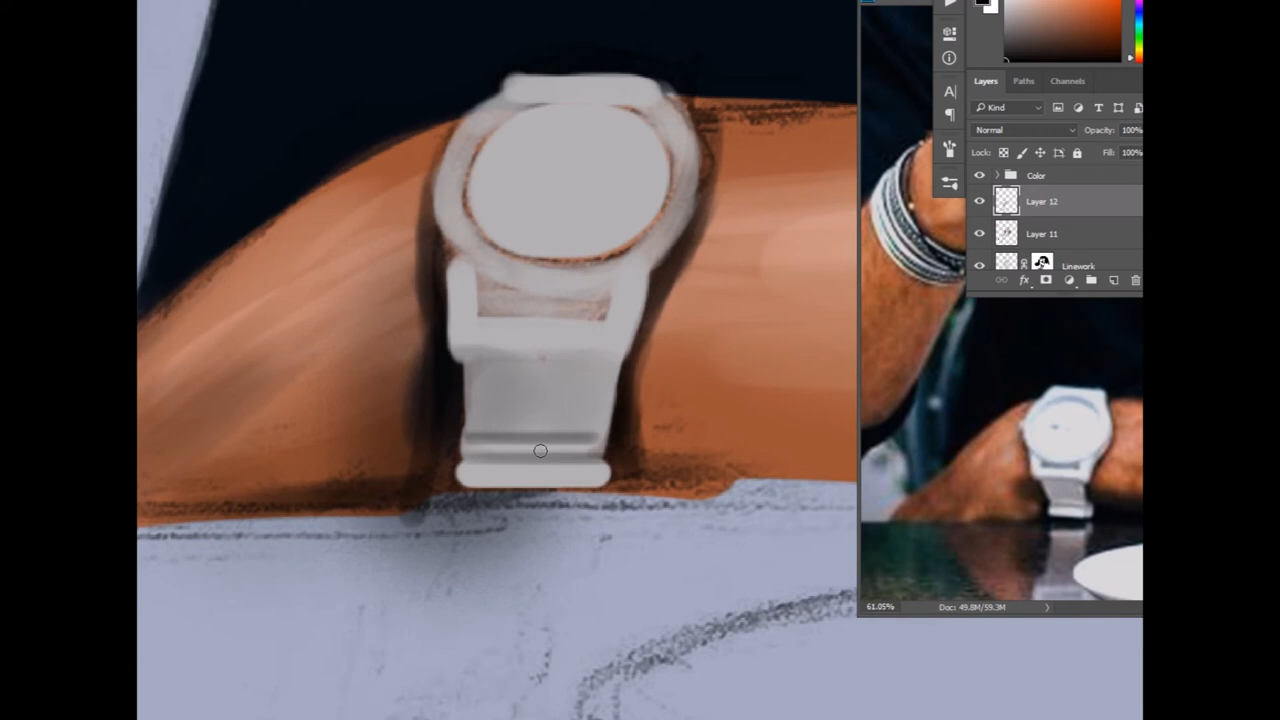 Layers Paths Channels
Kind
Normal Opacity: 100%
Lock: Fill: 100%
Color
Layer 12
Layer 11
Linework
fx
61.05% Doc: 49.8M/59.3M